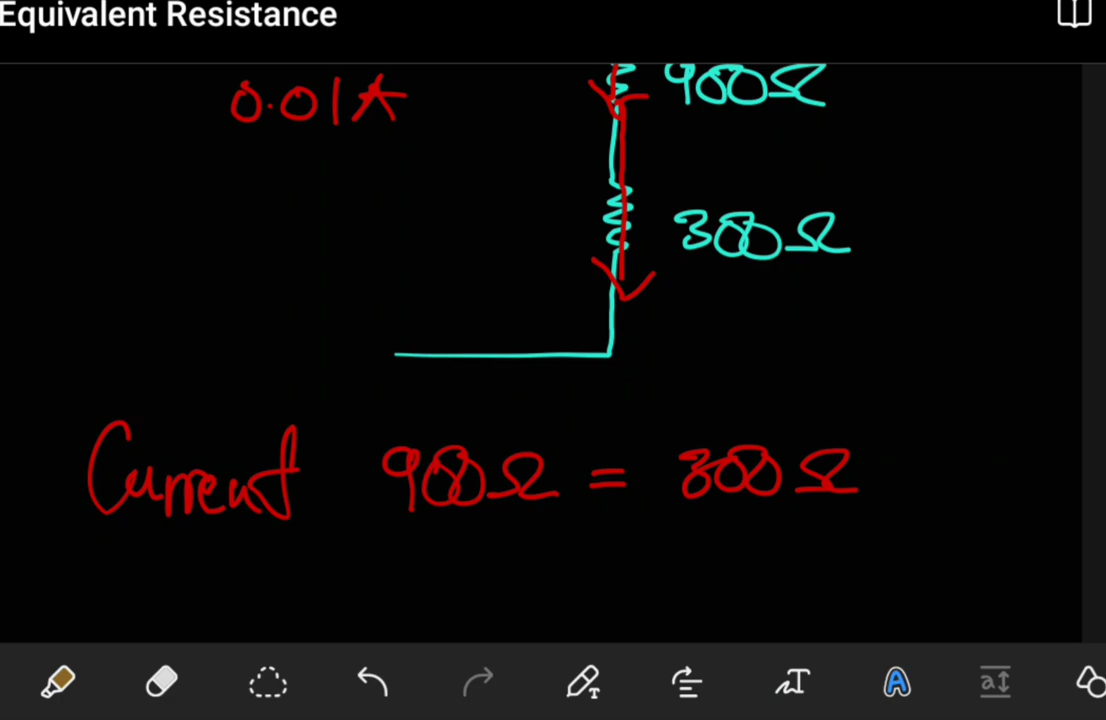 Equivalent Resistance
0.01A
900Ω
300Ω
Current 900Ω = 300Ω
T
T
A
a